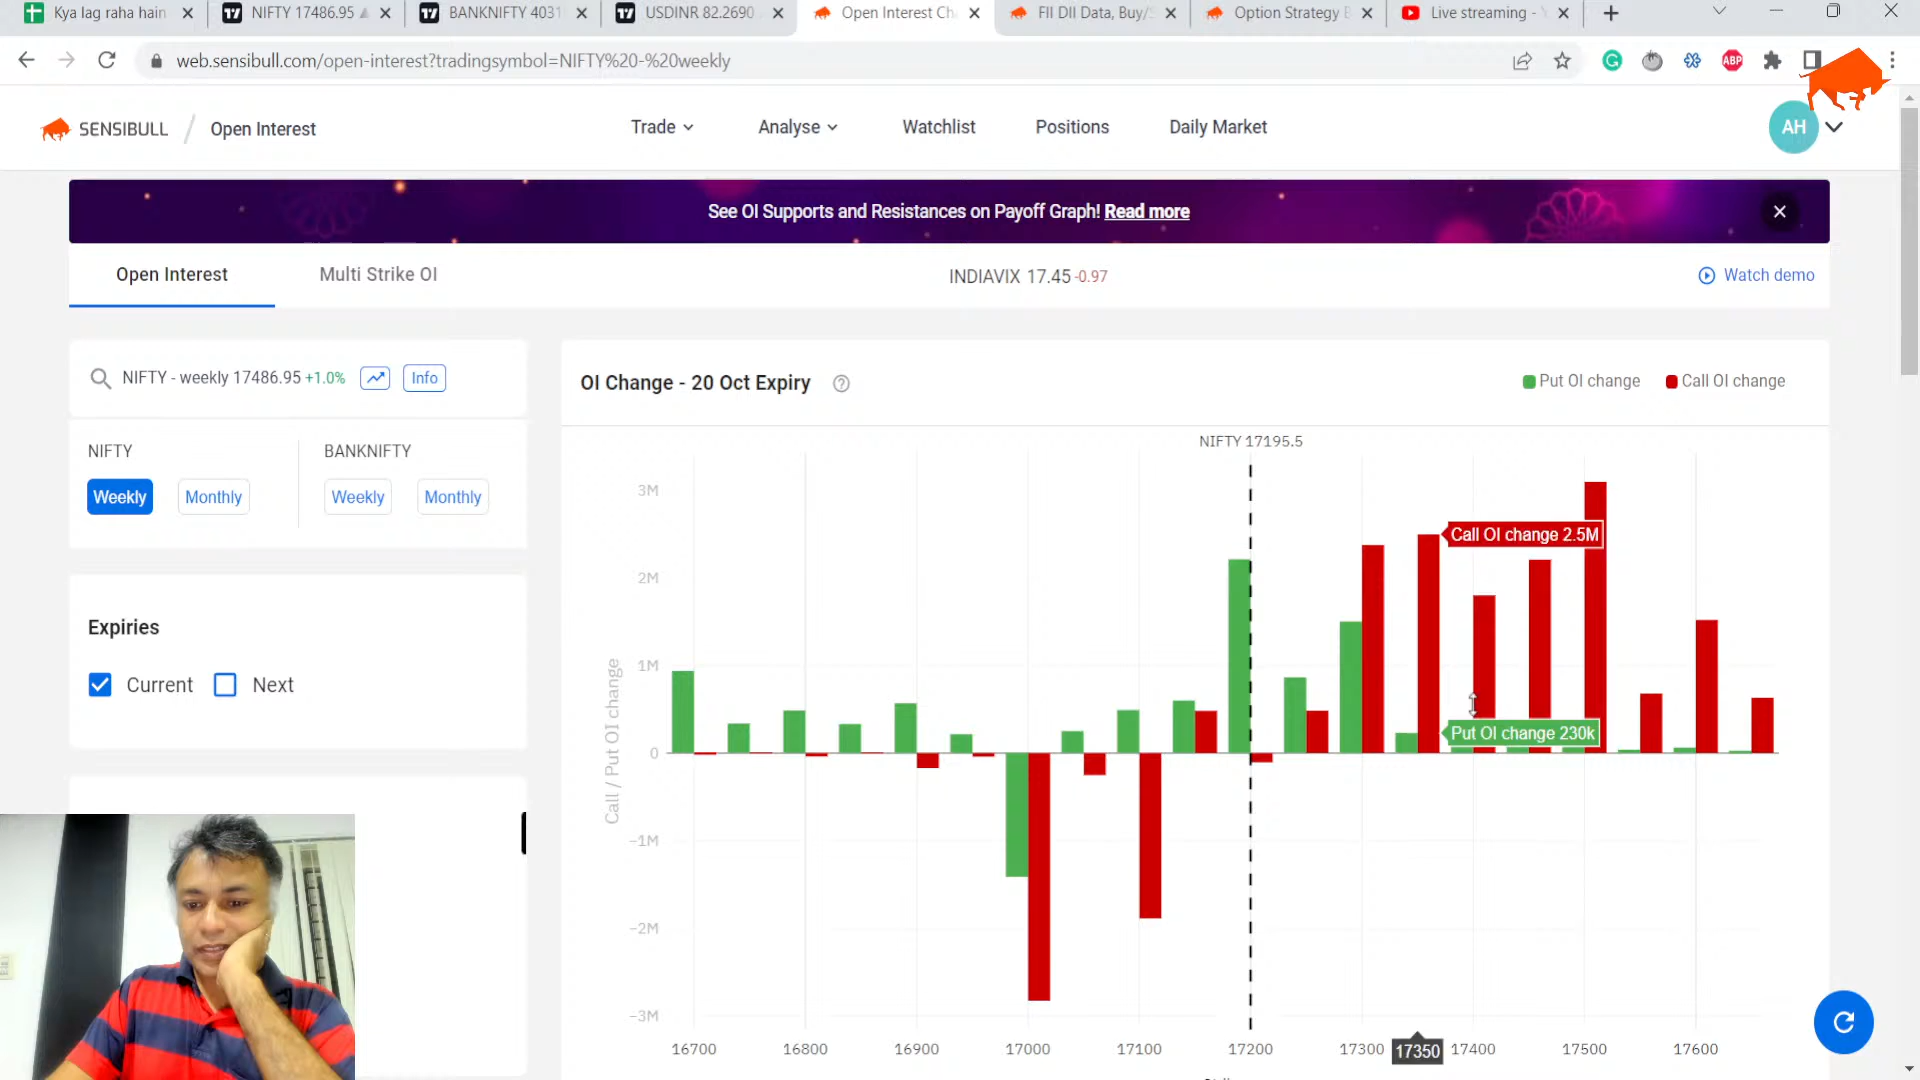 Kya lag raha hain
NIFTY 17486.95
BANKNIFTY 4031
USDINR 82.2690
Open Interest Ch
FII DII Data, Buy/S
Option Strategy B
Live streaming - Y
web.sensibull.com/open-interest?tradingsymbol=NIFTY%20-%20weekly
G
ABP
SENSIBULL / Open Interest
Trade
Analyse
Watchlist
Positions
Daily Market
AH
See OI Supports and Resistances on Payoff Graph! Read more
Open Interest
Multi Strike OI
INDIAVIX 17.45 -0.97
Watch demo
NIFTY - weekly 17486.95 +1.0%
Info
NIFTY
BANKNIFTY
Weekly
Monthly
Weekly
Monthly
Expiries
Current
Next
OI Change - 20 Oct Expiry
Put OI change
Call OI change
NIFTY 17195.5
3M
2M
1M
0
−1M
−2M
−3M
Call / Put OI change
Call OI change 2.5M
Put OI change 230k
16700
16800
16900
17000
17100
17200
17300
17350
17400
17500
17600